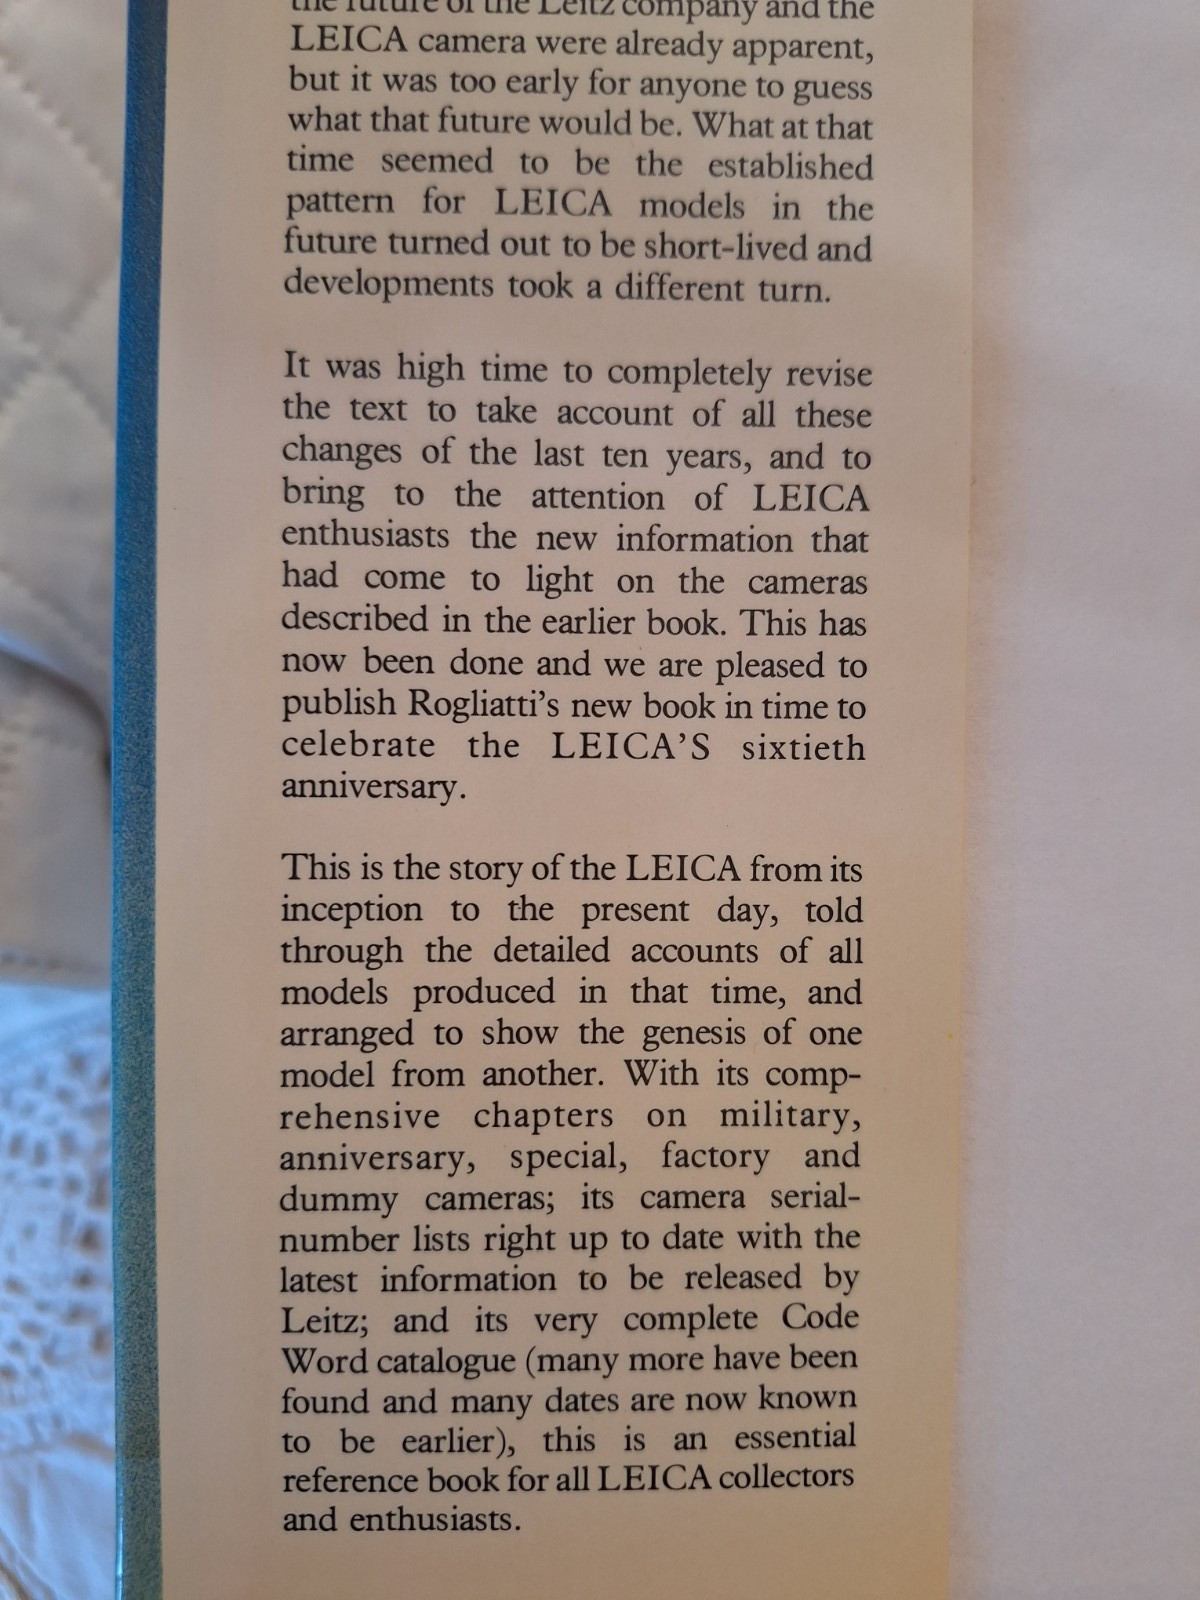 the future of the Leitz company and the
LEICA camera were already apparent,
but it was too early for anyone to guess
what that future would be. What at that
time seemed to be the established
pattern for LEICA models in the
future turned out to be short-lived and
developments took a different turn.
It was high time to completely revise
the text to take account of all these
changes of the last ten years, and to
bring to the attention of LEICA
enthusiasts the new information that
had come to light on the cameras
described in the earlier book. This has
now been done and we are pleased to
publish Rogliatti's new book in time to
celebrate the LEICA'S sixtieth
anniversary.
This is the story of the LEICA from its
inception to the present day, told
through the detailed accounts of all
models produced in that time, and
arranged to show the genesis of one
model from another. With its comp-
rehensive chapters on military,
anniversary, special, factory and
dummy cameras; its camera serial-
number lists right up to date with the
latest information to be released by
Leitz; and its very complete Code
Word catalogue (many more have been
found and many dates are now known
to be earlier), this is an essential
reference book for all LEICA collectors
and enthusiasts.